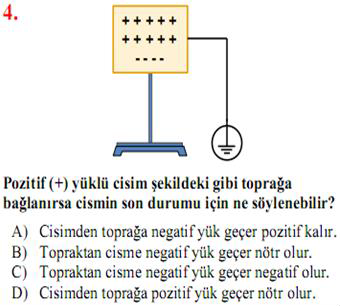 4.
+ + + + +
+ + + + +
- - - -
Pozitif (+) yüklü cisim şekildeki gibi toprağa
bağlanırsa cismin son durumu için ne söylenebilir?
A) Cisimden toprağa negatif yük geçer pozitif kalır.
B) Topraktan cisme negatif yük geçer nötr olur.
C) Topraktan cisme negatif yük geçer negatif olur.
D) Cisimden toprağa pozitif yük geçer nötr olur.